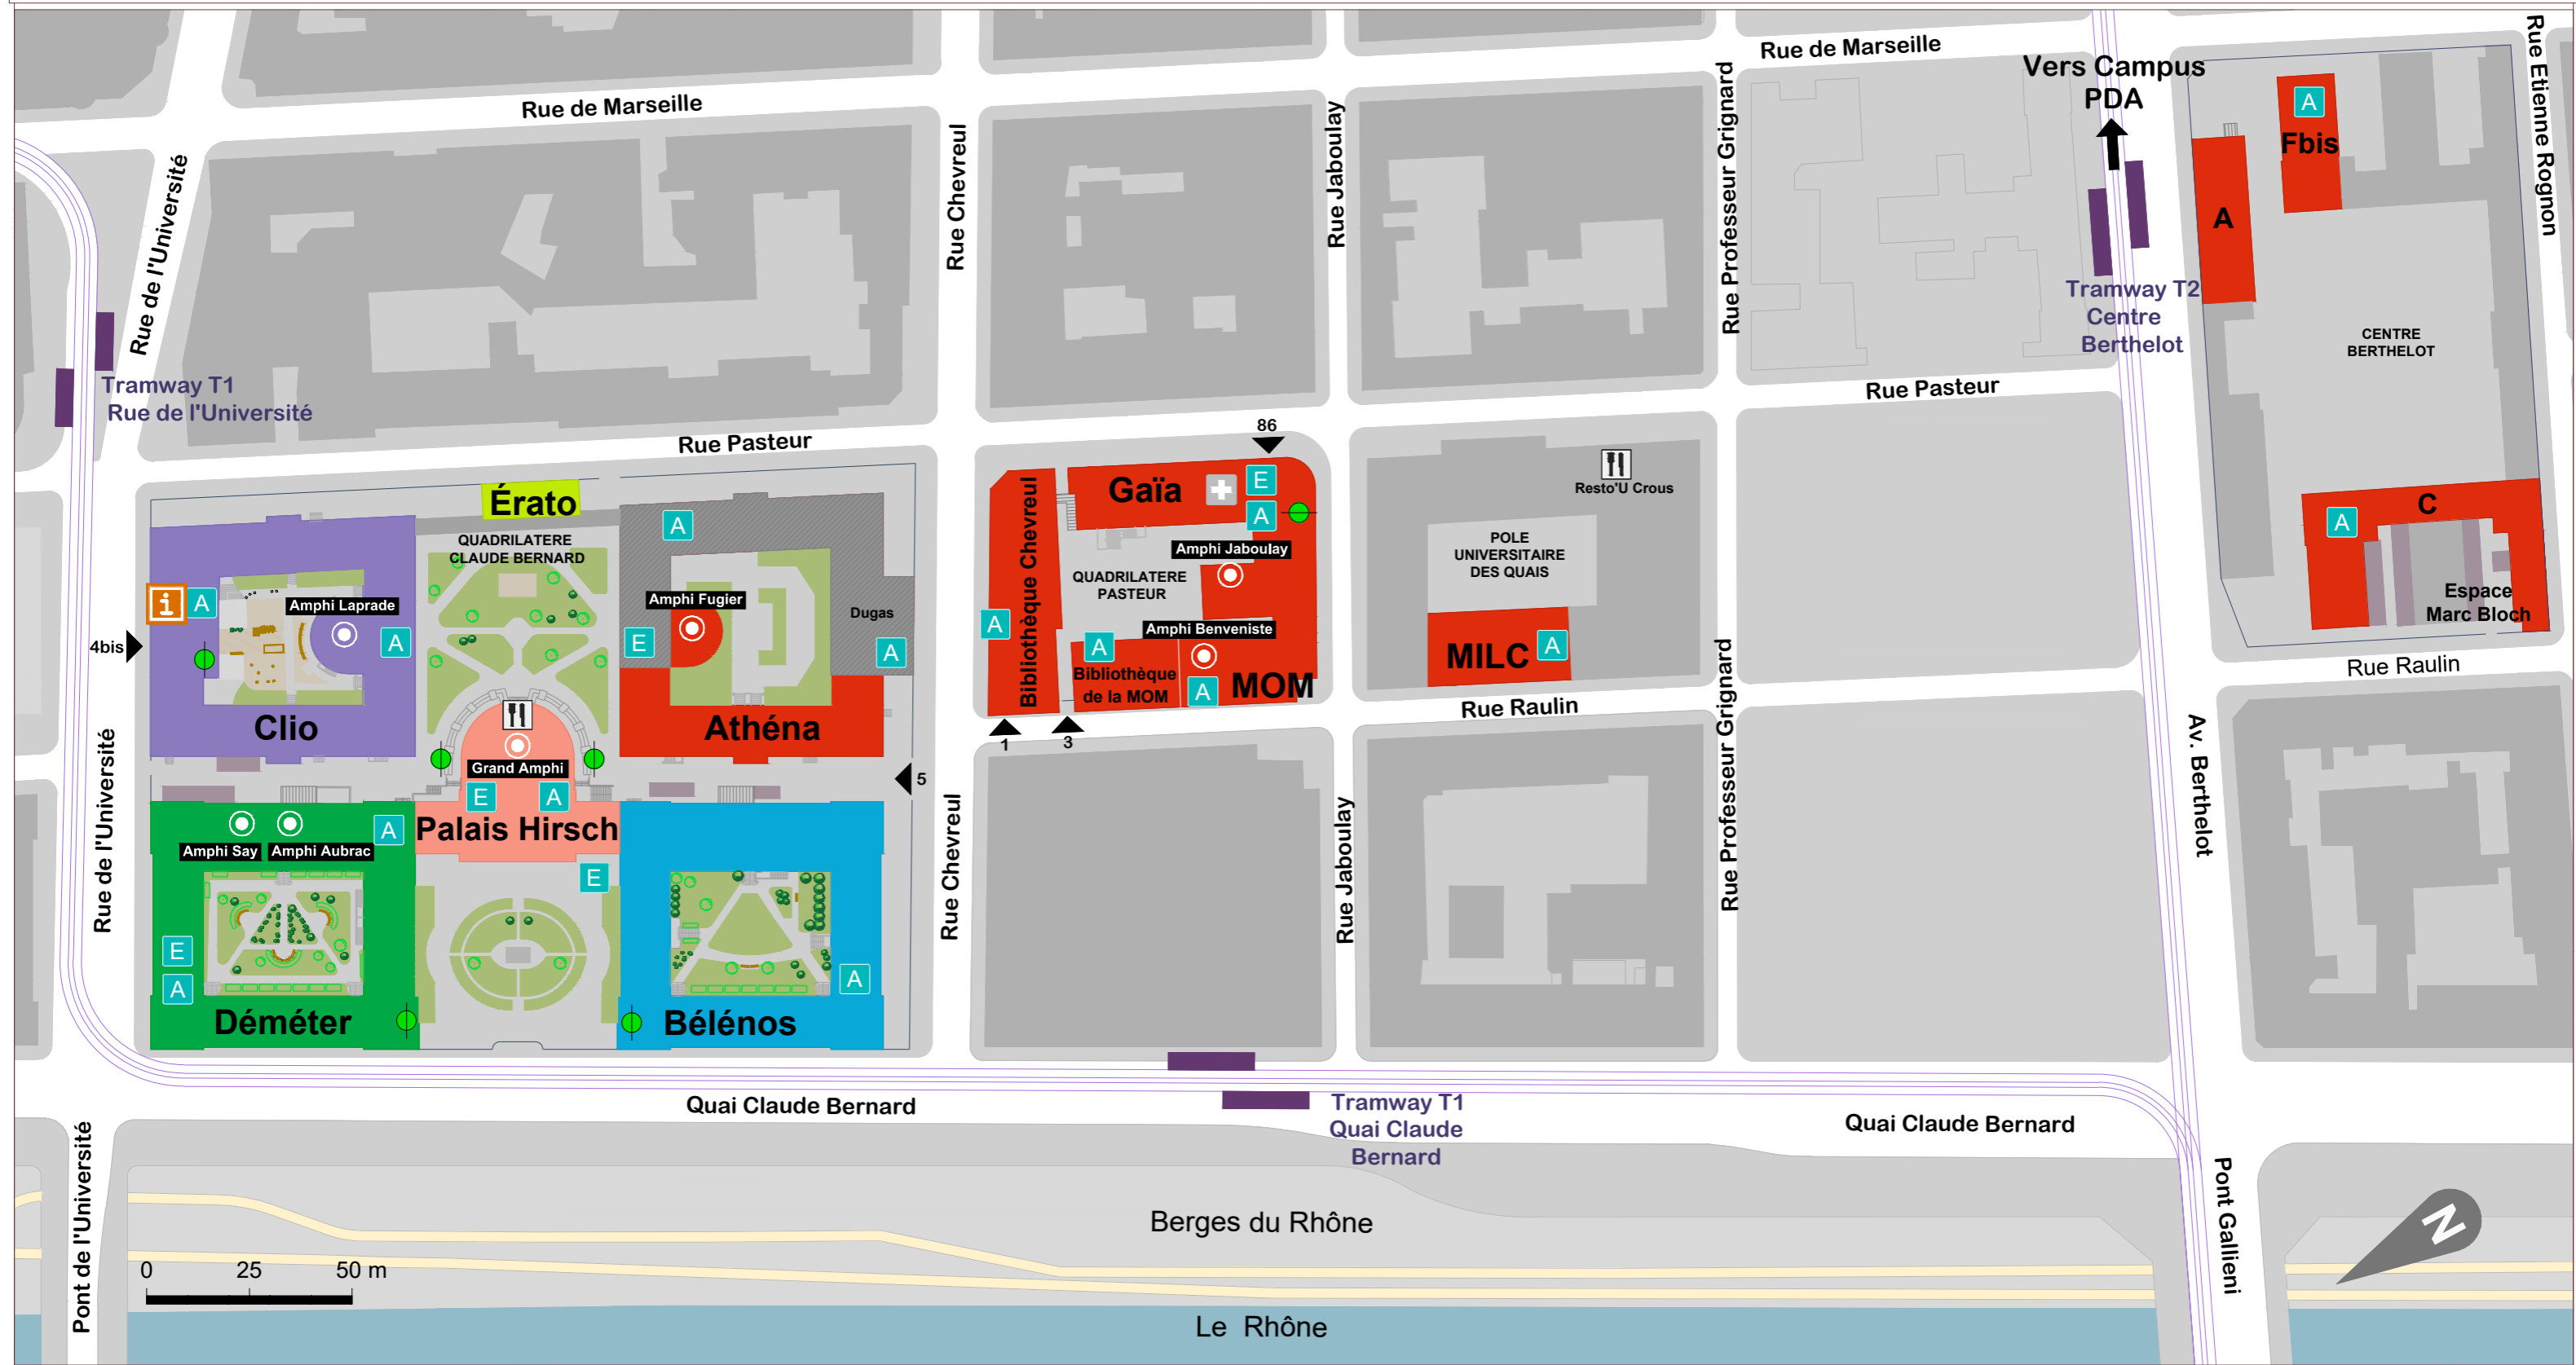 Rue de Marseille
Rue de Marseille
Vers Campus
PDA
Rue Etienne Rognon
A
Fbis
A
Rue de l'Université
Rue Chevreul
Rue Jaboulay
Rue Professeur Grignard
Tramway T2
Centre
Berthelot
CENTRE
BERTHELOT
Tramway T1
Rue de l'Université
Rue Pasteur
Rue Pasteur
86
Érato
QUADRILATERE
CLAUDE BERNARD
A
Dugas
A
Amphi Fugier
E
Athéna
i
A
Amphi Laprade
A
4bis
Clio
Bibliothèque Chevreul
A
Gaïa
E
A
Amphi Jaboulay
QUADRILATERE
PASTEUR
Amphi Benveniste
A
Bibliothèque
de la MOM
A
MOM
1
3
Resto'U Crous
POLE
UNIVERSITAIRE
DES QUAIS
MILC
A
C
A
Espace
Marc Bloch
Rue Raulin
Rue Raulin
Grand Amphi
E
A
Palais Hirsch
E
5
Amphi Say
Amphi Aubrac
A
E
A
Déméter
A
Bélénos
Rue de l'Université
Rue Chevreul
Rue Jaboulay
Rue Professeur Grignard
Av. Berthelot
Quai Claude Bernard
Tramway T1
Quai Claude
Bernard
Quai Claude Bernard
Pont de l'Université
Pont Gallieni
Berges du Rhône
N
0 25 50 m
Le Rhône